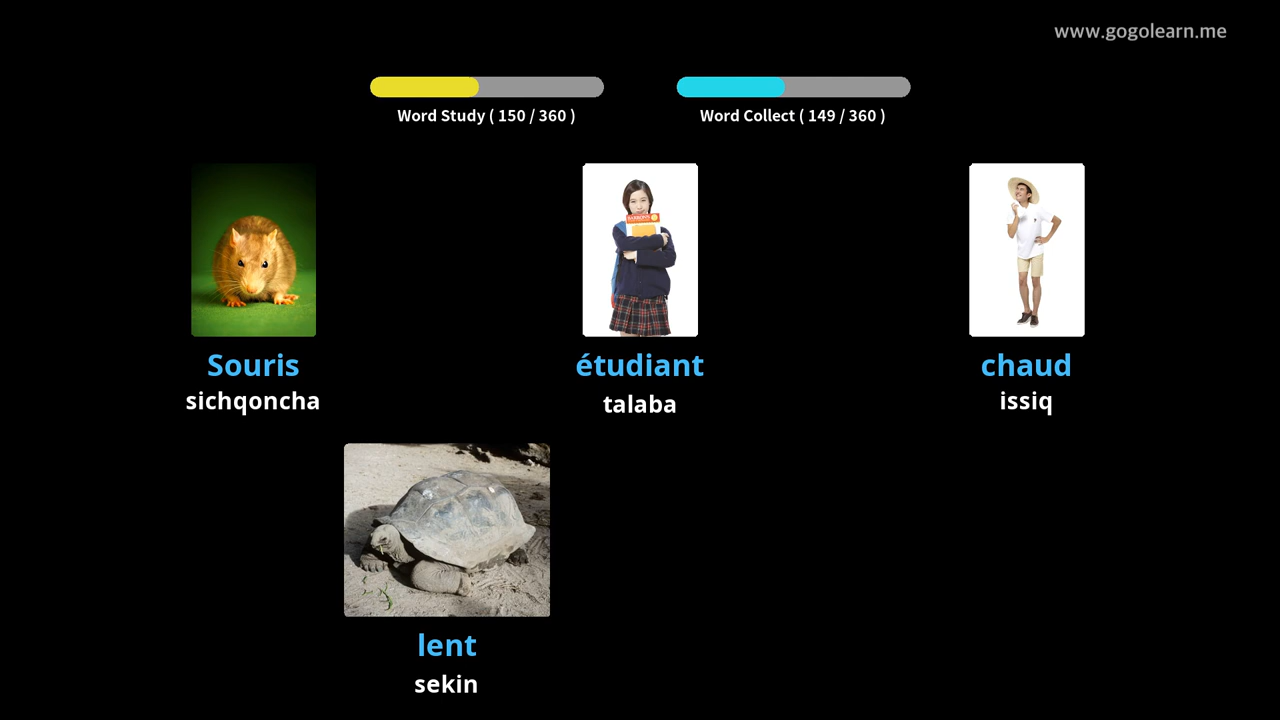 www.gogolearn.me
Word Study ( 150 / 360 )
Word Collect ( 149 / 360 )
BARRON'S
Souris
sichqoncha
étudiant
talaba
chaud
issiq
lent
sekin